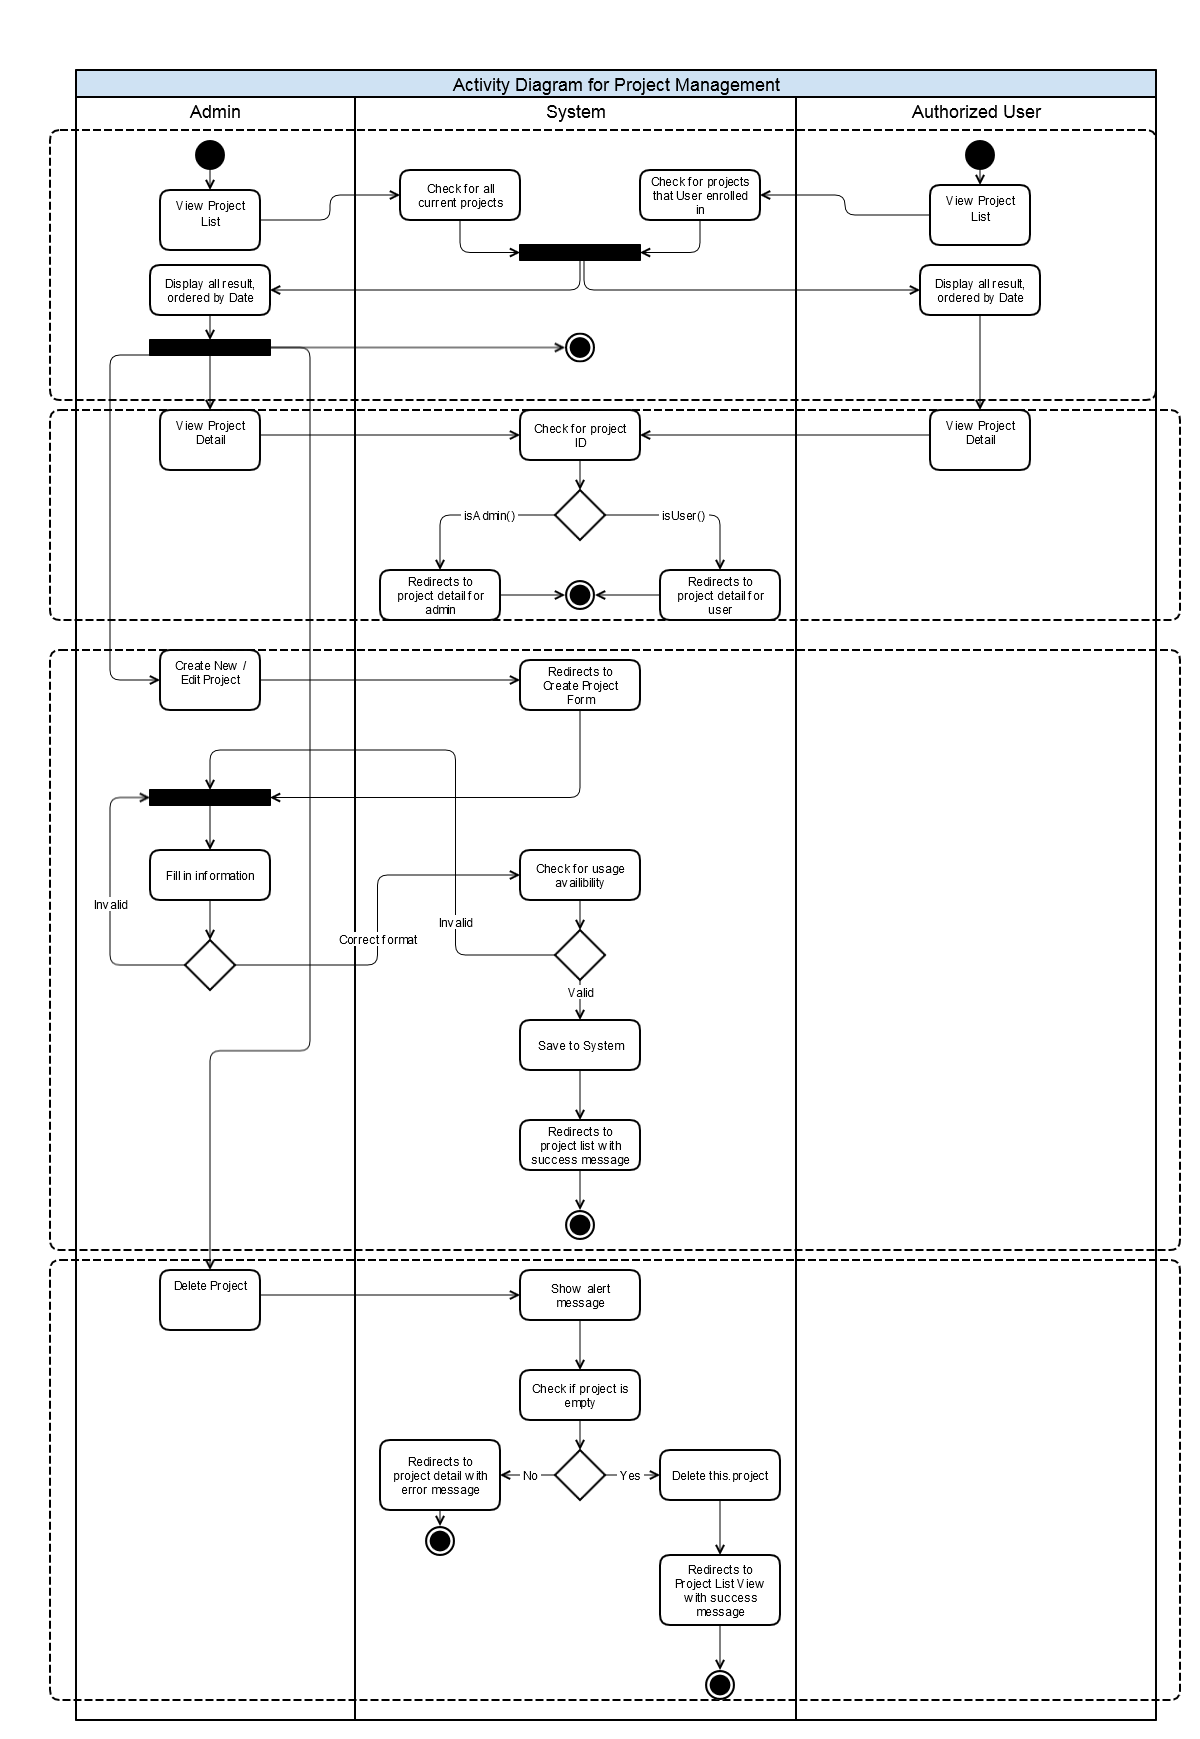 Activity Diagram for Project Management
Admin
System
Authorized User
View Project
List
Check for all
current projects
Check for projects
that User enrolled
in
View Project
List
Display all result,
ordered by Date
Display all result,
ordered by Date
View Project
Detail
Check for project
ID
View Project
Detail
isAdmin()
isUser()
Redirects to
project detail for
admin
Redirects to
project detail for
user
Create New /
Edit Project
Redirects to
Create Project
Form
Fill in information
Check for usage
availibility
Invalid
Correct format
Invalid
Valid
Save to System
Redirects to
project list with
success message
Delete Project
Show alert
message
Check if project is
empty
Redirects to
project detail with
error message
No
Yes
Delete this.project
Redirects to
Project List View
with success
message